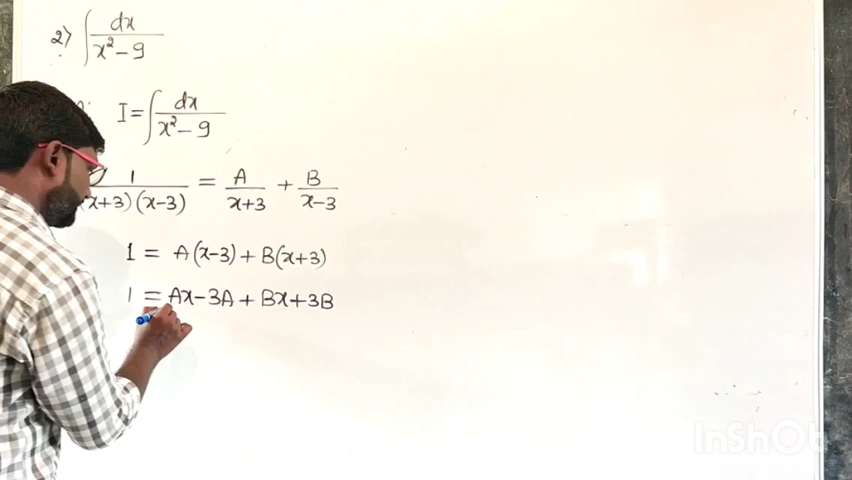 2) ∫ dx / x² – 9
I = ∫ dx / x² – 9
1 / (x+3)(x–3) = A / x+3 + B / x–3
1 = A(x–3) + B(x+3)
1 = Ax – 3A + Bx + 3B
InShOt